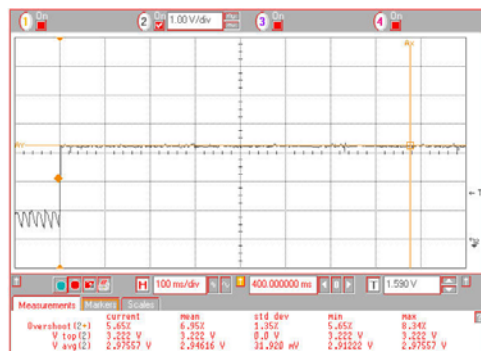 1 On 2 On 1.00 V/div 3 On 4 On
Ax
Ay
T
H 100 ms/div 400.000000 ms 0 T 1.590 V
Measurements Markers Scales
current mean std dev min max
Overshoot(2+) 5.65% 6.95% 1.35% 5.65% 8.34%
V top(2) 3.222 V 3.222 V 0.0 V 3.222 V 3.222 V
V avg(2) 2.97557 V 2.94616 V 31.920 mV 2.91222 V 2.97557 V